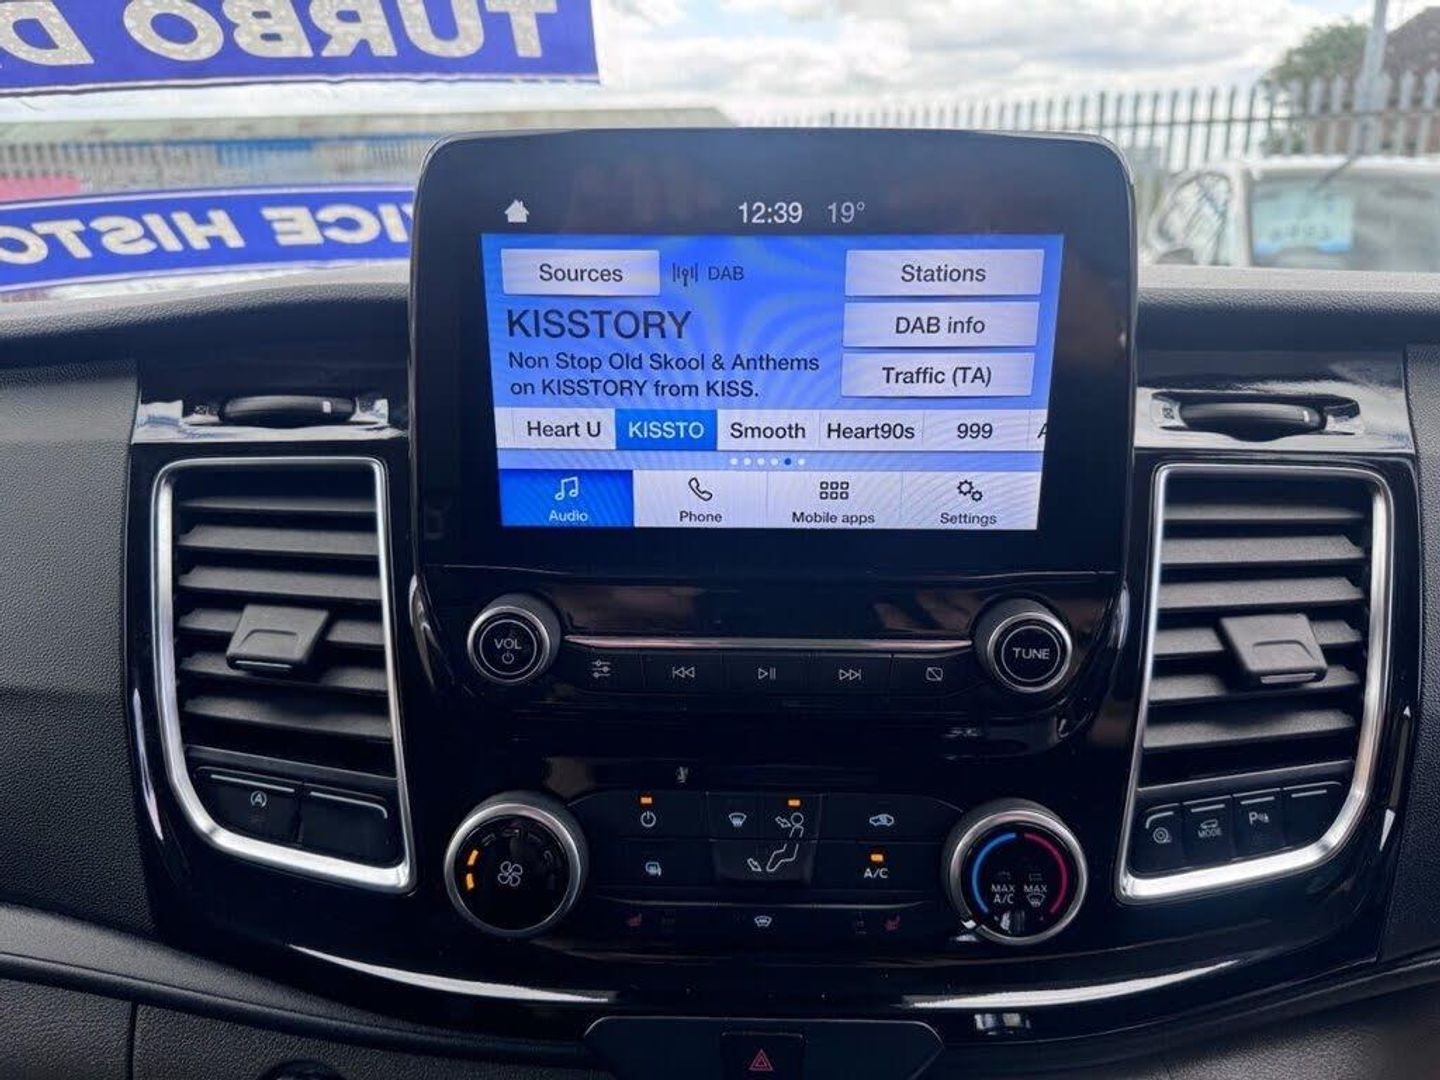 TURBO D
VICE HISTO
12:39 19°
Sources DAB Stations
KISSTORY
DAB info
Non Stop Old Skool & Anthems
on KISSTORY from KISS.
Traffic (TA)
Heart U KISSTO Smooth Heart90s 999 A
Audio Phone Mobile apps Settings
VOL
TUNE
A
A/C
MAX MAX
A/C
MODE
P